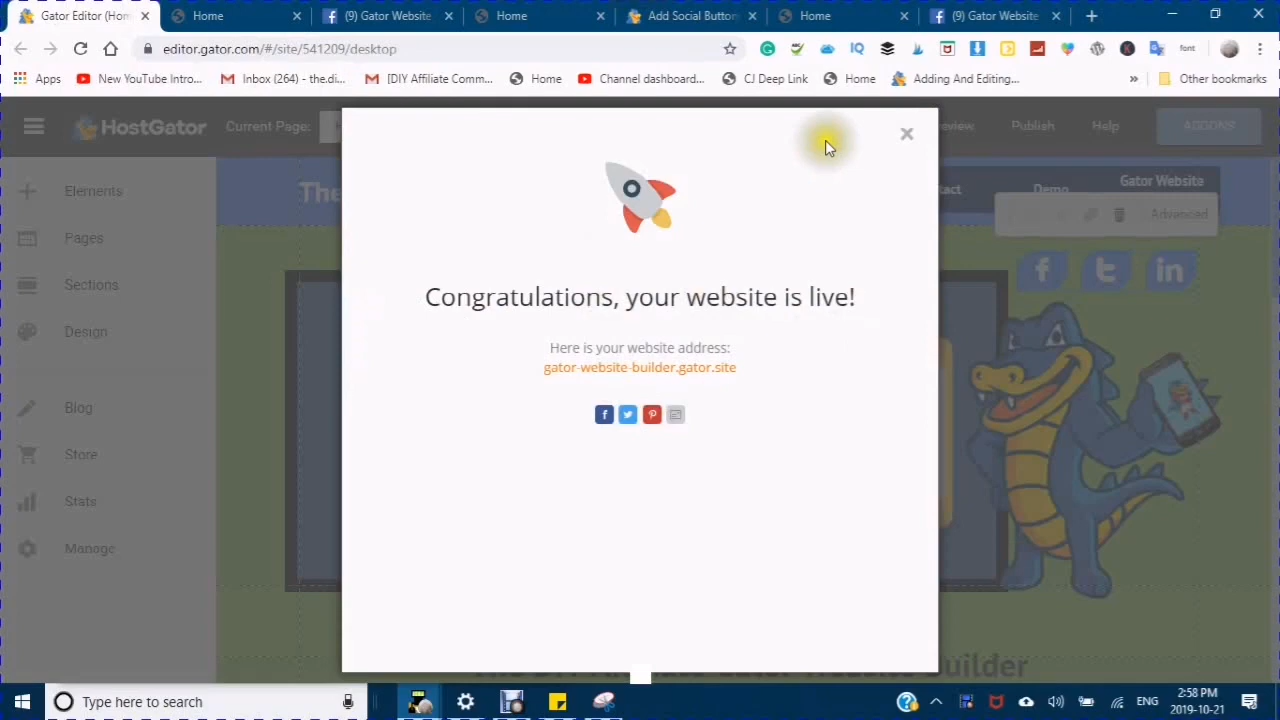 Gator Editor (Hom
Home
(9) Gator Website
Home
Add Social Button
Home
(9) Gator Website
editor.gator.com/#/site/541209/desktop
font
Apps
New YouTube Intro...
Inbox (264) - the.di...
[DIY Affiliate Comm...
Home
Channel dashboard...
CJ Deep Link
Home
Adding And Editing...
»
Other bookmarks
HostGator
Current Page:
Publish
Help
ADDONS
Elements
Pages
Sections
Design
Blog
Store
Stats
Manage
The
Demo
Gator Website
Advanced
Congratulations, your website is live!
Here is your website address:
gator-website-builder.gator.site
Type here to search
ENG
2:58 PM
2019-10-21